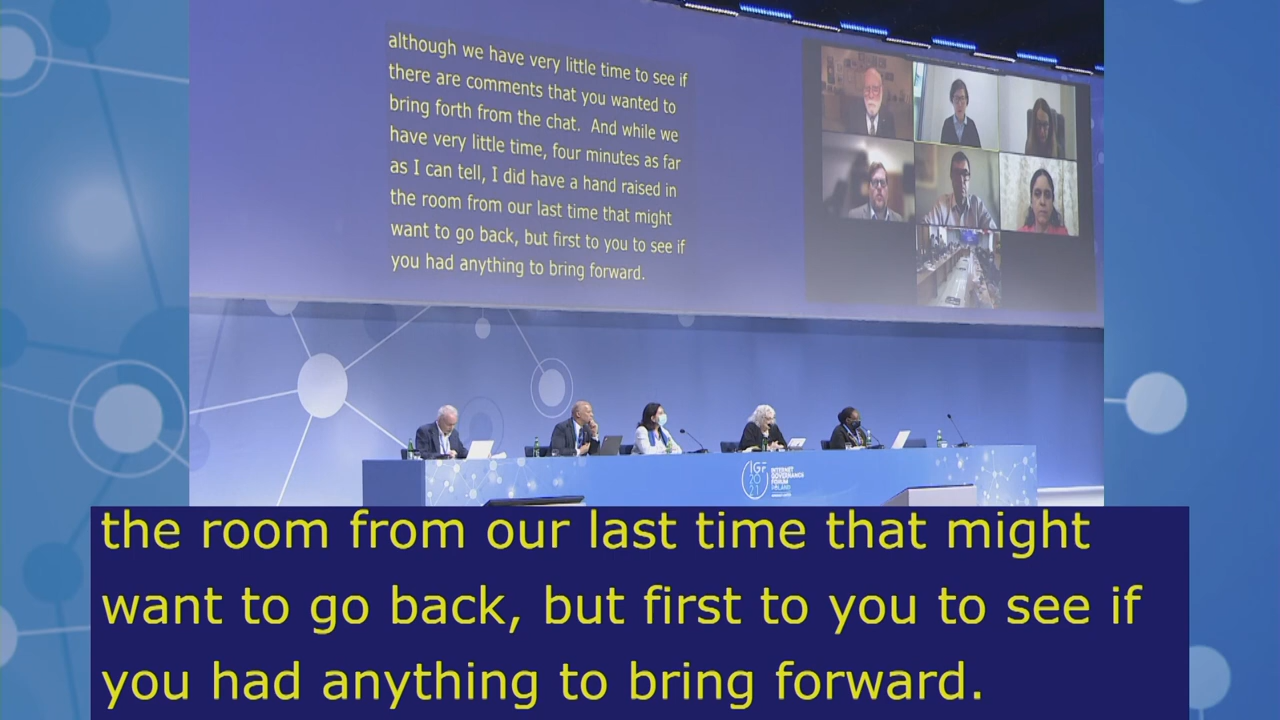 although we have very little time to see if
there are comments that you wanted to
bring forth from the chat.  And while we
have very little time, four minutes as far
as I can tell, I did have a hand raised in
the room from our last time that might
want to go back, but first to you to see if
you had anything to bring forward.
IGF
20
21
INTERNET
GOVERNANCE
FORUM
POLAND
the room from our last time that might
want to go back, but first to you to see if
you had anything to bring forward.